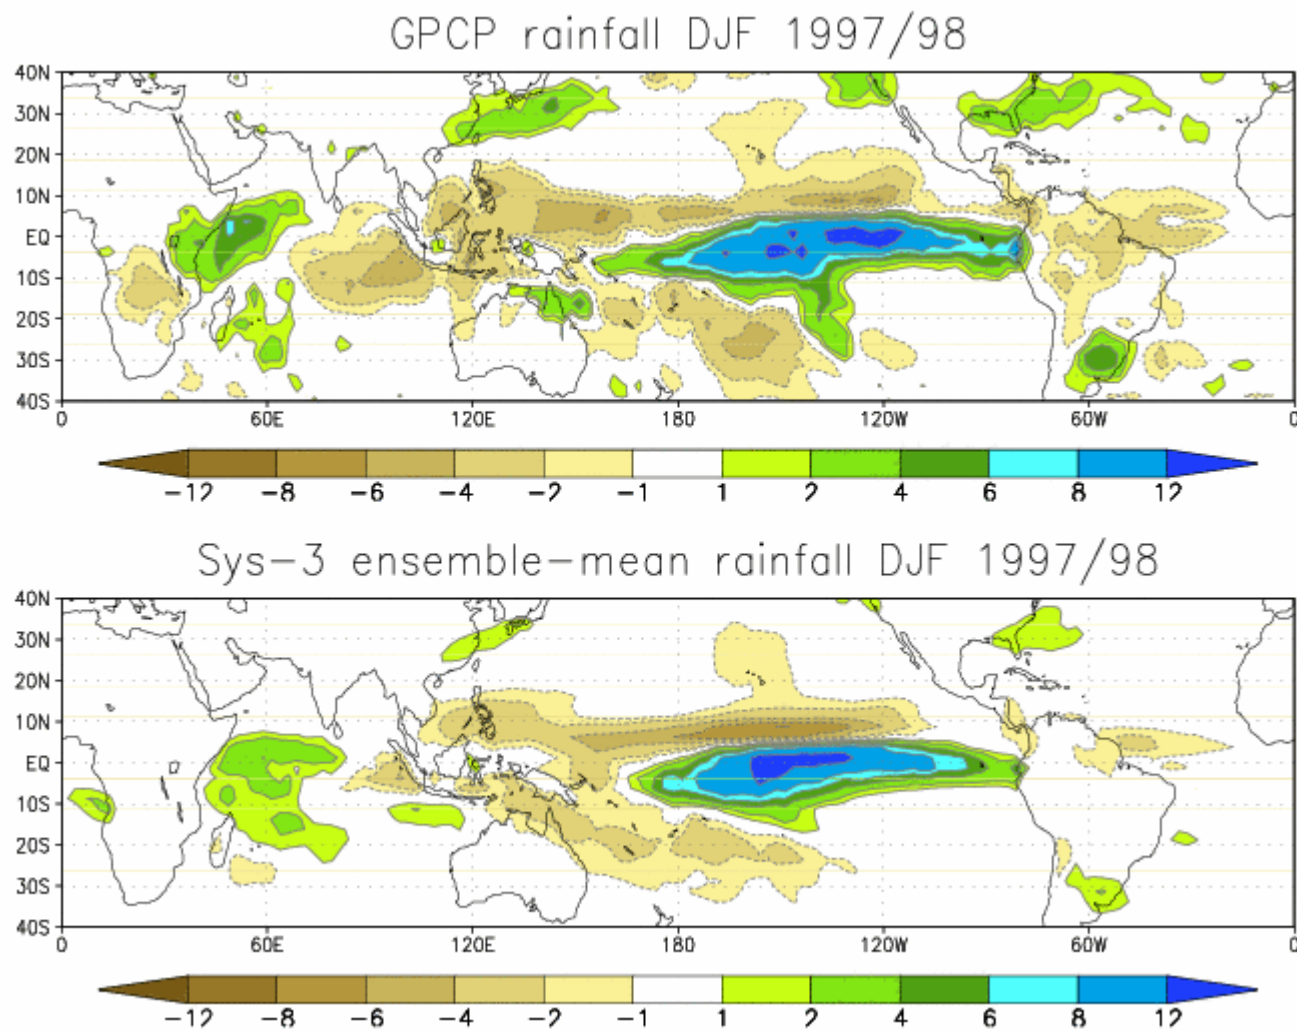 GPCP rainfall DJF 1997/98
40N
30N
20N
10N
EQ
10S
20S
30S
40S
0 60E 120E 180 120W 60W 0
-12 -8 -6 -4 -2 -1 1 2 4 6 8 12
Sys-3 ensemble-mean rainfall DJF 1997/98
40N
30N
20N
10N
EQ
10S
20S
30S
40S
0 60E 120E 180 120W 60W 0
-12 -8 -6 -4 -2 -1 1 2 4 6 8 12